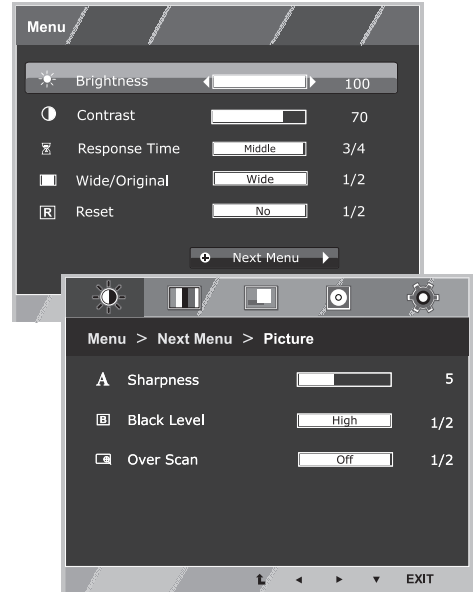 Menu
Brightness 100
Contrast 70
Response Time Middle 3/4
Wide/Original Wide 1/2
R Reset No 1/2
Next Menu
Menu > Next Menu > Picture
A Sharpness 5
B Black Level High 1/2
Over Scan Off 1/2
EXIT